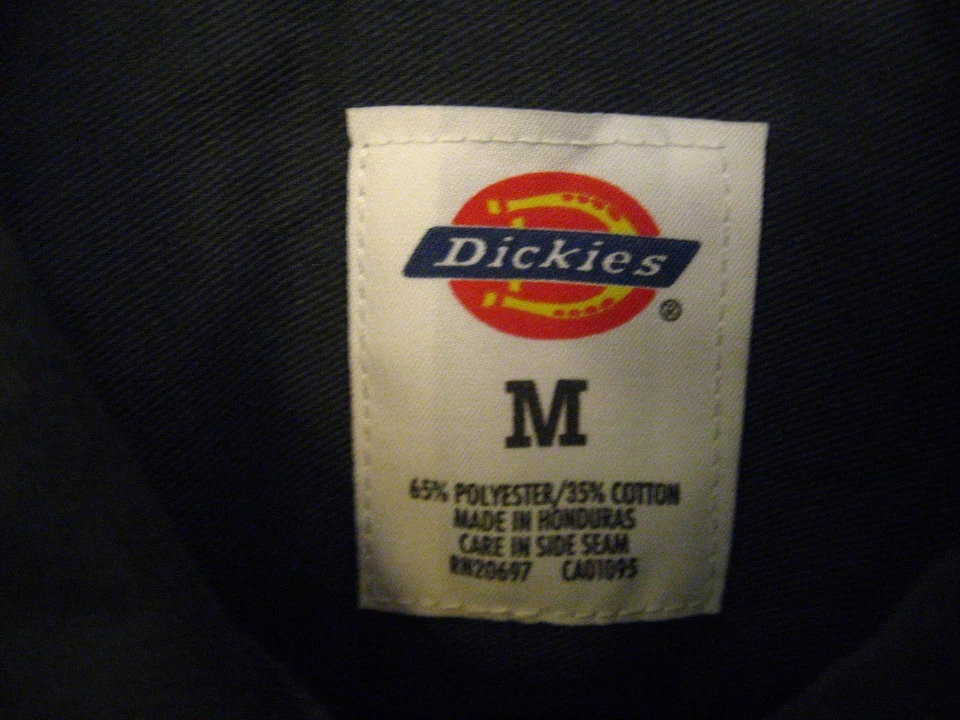 Dickies
®
M
65% POLYESTER/35% COTTON
MADE IN HONDURAS
CARE IN SIDE SEAM
RN20697 CA01095